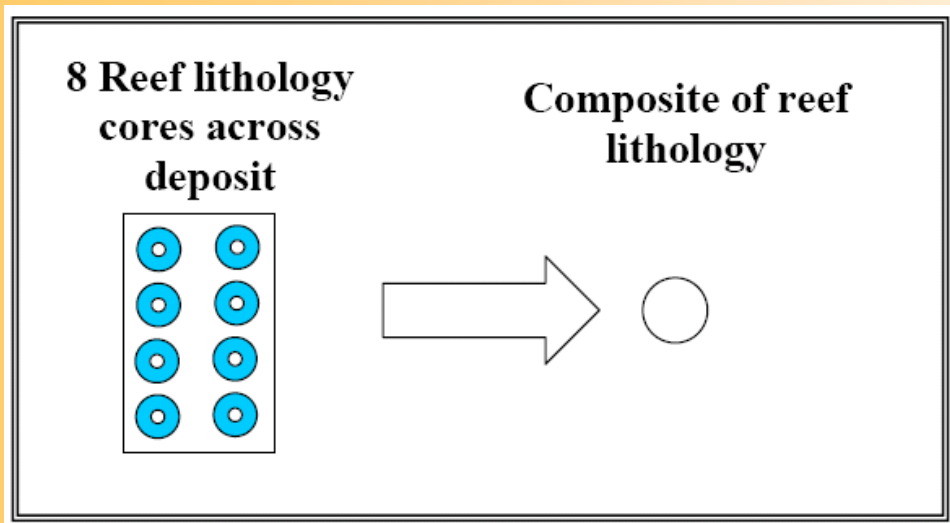 8 Reef lithology
cores across
deposit
Composite of reef
lithology